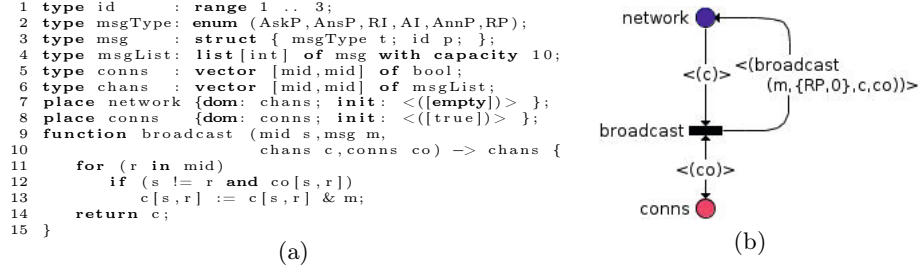 1 type id : range 1 .. 3;
2 type msgType: enum (AskP,AnsP,RI,AI,AnnP,RP);
3 type msg : struct { msgType t; id p; };
4 type msgList: list[int] of msg with capacity 10;
5 type conns : vector [mid,mid] of bool;
6 type chans : vector [mid,mid] of msgList;
7 place network {dom: chans; init: <([empty])> };
8 place conns {dom: conns; init: <([true])> };
9 function broadcast (mid s,msg m,
10 chans c,conns co) -> chans {
11 for (r in mid)
12 if (s != r and co[s,r])
13 c[s,r] := c[s,r] & m;
14 return c;
15 }
(a)
network
<(c)>
<(broadcast
(m,{RP,0},c,co))>
broadcast
<(co)>
conns
(b)